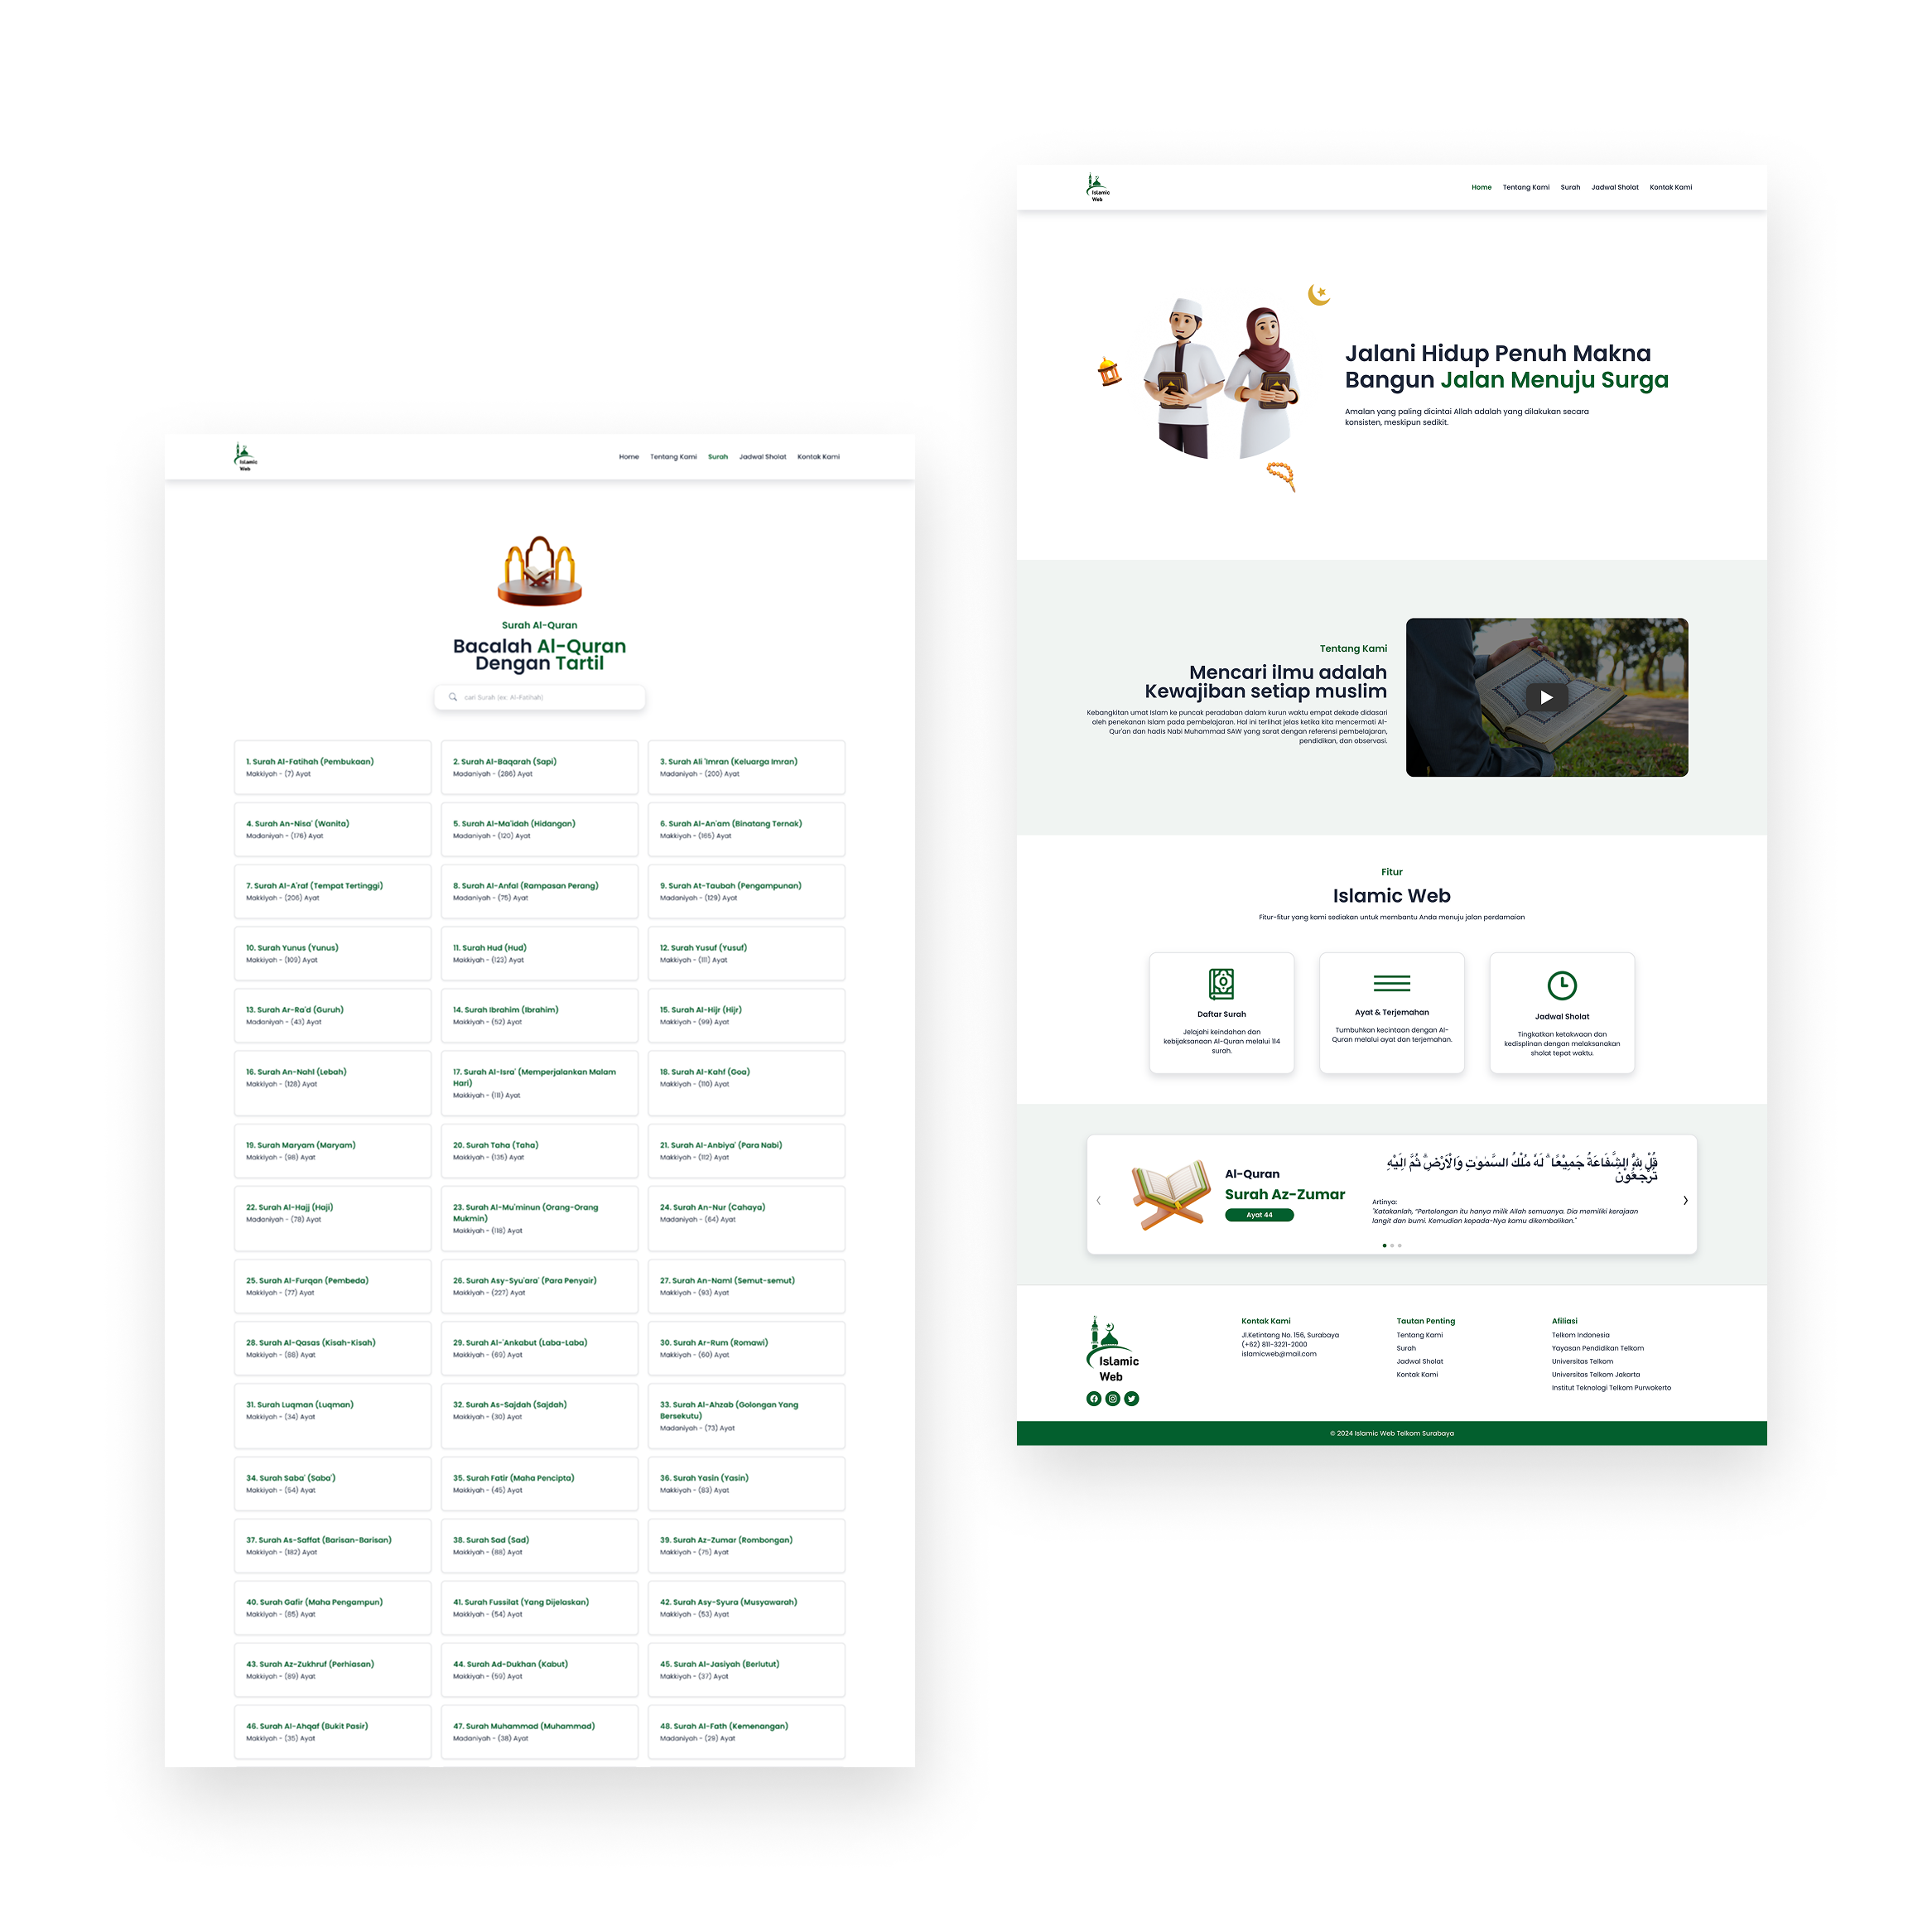 Islamic
Web
Home Tentang Kami Surah Jadwal Sholat Kontak Kami
Surah Al-Quran
Bacalah Al-Quran
Dengan Tartil
cari Surah (ex: Al-Fatihah)
1. Surah Al-Fatihah (Pembukaan)
Makkiyah - (7) Ayat
2. Surah Al-Baqarah (Sapi)
Madaniyah - (286) Ayat
3. Surah Ali 'Imran (Keluarga Imran)
Madaniyah - (200) Ayat
4. Surah An-Nisa' (Wanita)
Madaniyah - (176) Ayat
5. Surah Al-Ma'idah (Hidangan)
Madaniyah - (120) Ayat
6. Surah Al-An'am (Binatang Ternak)
Makkiyah - (165) Ayat
7. Surah Al-A'raf (Tempat Tertinggi)
Makkiyah - (206) Ayat
8. Surah Al-Anfal (Rampasan Perang)
Madaniyah - (75) Ayat
9. Surah At-Taubah (Pengampunan)
Madaniyah - (129) Ayat
10. Surah Yunus (Yunus)
Makkiyah - (109) Ayat
11. Surah Hud (Hud)
Makkiyah - (123) Ayat
12. Surah Yusuf (Yusuf)
Makkiyah - (111) Ayat
13. Surah Ar-Ra'd (Guruh)
Madaniyah - (43) Ayat
14. Surah Ibrahim (Ibrahim)
Makkiyah - (52) Ayat
15. Surah Al-Hijr (Hijr)
Makkiyah - (99) Ayat
16. Surah An-Nahl (Lebah)
Makkiyah - (128) Ayat
17. Surah Al-Isra' (Memperjalankan Malam
Hari)
Makkiyah - (111) Ayat
18. Surah Al-Kahf (Goa)
Makkiyah - (110) Ayat
19. Surah Maryam (Maryam)
Makkiyah - (98) Ayat
20. Surah Taha (Taha)
Makkiyah - (135) Ayat
21. Surah Al-Anbiya' (Para Nabi)
Makkiyah - (112) Ayat
22. Surah Al-Hajj (Haji)
Madaniyah - (78) Ayat
23. Surah Al-Mu'minun (Orang-Orang
Mukmin)
Makkiyah - (118) Ayat
24. Surah An-Nur (Cahaya)
Madaniyah - (64) Ayat
25. Surah Al-Furqan (Pembeda)
Makkiyah - (77) Ayat
26. Surah Asy-Syu'ara' (Para Penyair)
Makkiyah - (227) Ayat
27. Surah An-Naml (Semut-semut)
Makkiyah - (93) Ayat
28. Surah Al-Qasas (Kisah-Kisah)
Makkiyah - (88) Ayat
29. Surah Al-'Ankabut (Laba-Laba)
Makkiyah - (69) Ayat
30. Surah Ar-Rum (Romawi)
Makkiyah - (60) Ayat
31. Surah Luqman (Luqman)
Makkiyah - (34) Ayat
32. Surah As-Sajdah (Sajdah)
Makkiyah - (30) Ayat
33. Surah Al-Ahzab (Golongan Yang
Bersekutu)
Madaniyah - (73) Ayat
34. Surah Saba' (Saba')
Makkiyah - (54) Ayat
35. Surah Fatir (Maha Pencipta)
Makkiyah - (45) Ayat
36. Surah Yasin (Yasin)
Makkiyah - (83) Ayat
37. Surah As-Saffat (Barisan-Barisan)
Makkiyah - (182) Ayat
38. Surah Sad (Sad)
Makkiyah - (88) Ayat
39. Surah Az-Zumar (Rombongan)
Makkiyah - (75) Ayat
40. Surah Gafir (Maha Pengampun)
Makkiyah - (85) Ayat
41. Surah Fussilat (Yang Dijelaskan)
Makkiyah - (54) Ayat
42. Surah Asy-Syura (Musyawarah)
Makkiyah - (53) Ayat
43. Surah Az-Zukhruf (Perhiasan)
Makkiyah - (89) Ayat
44. Surah Ad-Dukhan (Kabut)
Makkiyah - (59) Ayat
45. Surah Al-Jasiyah (Berlutut)
Makkiyah - (37) Ayat
46. Surah Al-Ahqaf (Bukit Pasir)
Makkiyah - (35) Ayat
47. Surah Muhammad (Muhammad)
Madaniyah - (38) Ayat
48. Surah Al-Fath (Kemenangan)
Madaniyah - (29) Ayat
Islamic
Web
Home Tentang Kami Surah Jadwal Sholat Kontak Kami
Jalani Hidup Penuh Makna
Bangun Jalan Menuju Surga
Amalan yang paling dicintai Allah adalah yang dilakukan secara
konsisten, meskipun sedikit.
Tentang Kami
Mencari ilmu adalah
Kewajiban setiap muslim
Kebangkitan umat Islam ke puncak peradaban dalam kurun waktu empat dekade didasari
oleh penekanan Islam pada pembelajaran. Hal ini terlihat jelas ketika kita mencermati Al-
Qur'an dan hadis Nabi Muhammad SAW yang sarat dengan referensi pembelajaran,
pendidikan, dan observasi.
Fitur
Islamic Web
Fitur-fitur yang kami sediakan untuk membantu Anda menuju jalan perdamaian
Daftar Surah
Jelajahi keindahan dan
kebijaksanaan Al-Quran melalui 114
surah.
Ayat & Terjemahan
Tumbuhkan kecintaan dengan Al-
Quran melalui ayat dan terjemahan.
Jadwal Sholat
Tingkatkan ketakwaan dan
kedisplinan dengan melaksanakan
sholat tepat waktu.
Al-Quran
Surah Az-Zumar
Ayat 44
قُلْ لِّلّٰهِ الشَّفَاعَةُ جَمِيْعًا ۗ لَهٗ مُلْكُ السَّمٰوٰتِ وَالْاَرْضِۗ ثُمَّ اِلَيْهِ
تُرْجَعُوْنَ
Artinya:
"Katakanlah, "Pertolongan itu hanya milik Allah semuanya. Dia memiliki kerajaan
langit dan bumi. Kemudian kepada-Nya kamu dikembalikan."
Islamic
Web
Kontak Kami
Jl.Ketintang No. 156, Surabaya
(+62) 811-3221-2000
islamicweb@mail.com
Tautan Penting
Tentang Kami
Surah
Jadwal Sholat
Kontak Kami
Afiliasi
Telkom Indonesia
Yayasan Pendidikan Telkom
Universitas Telkom
Universitas Telkom Jakarta
Institut Teknologi Telkom Purwokerto
© 2024 Islamic Web Telkom Surabaya